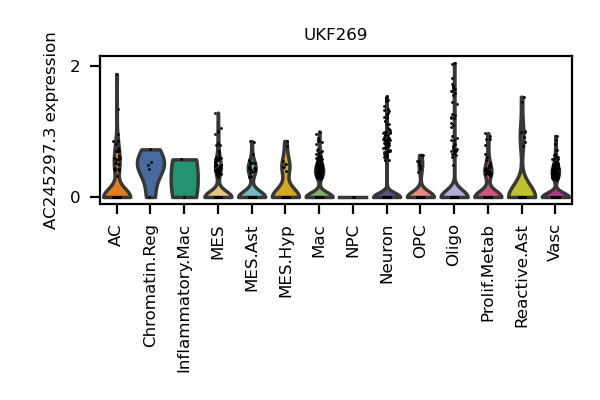 UKF269
AC245297.3 expression
2
0
AC
Chromatin.Reg
Inflammatory.Mac
MES
MES.Ast
MES.Hyp
Mac
NPC
Neuron
OPC
Oligo
Prolif.Metab
Reactive.Ast
Vasc